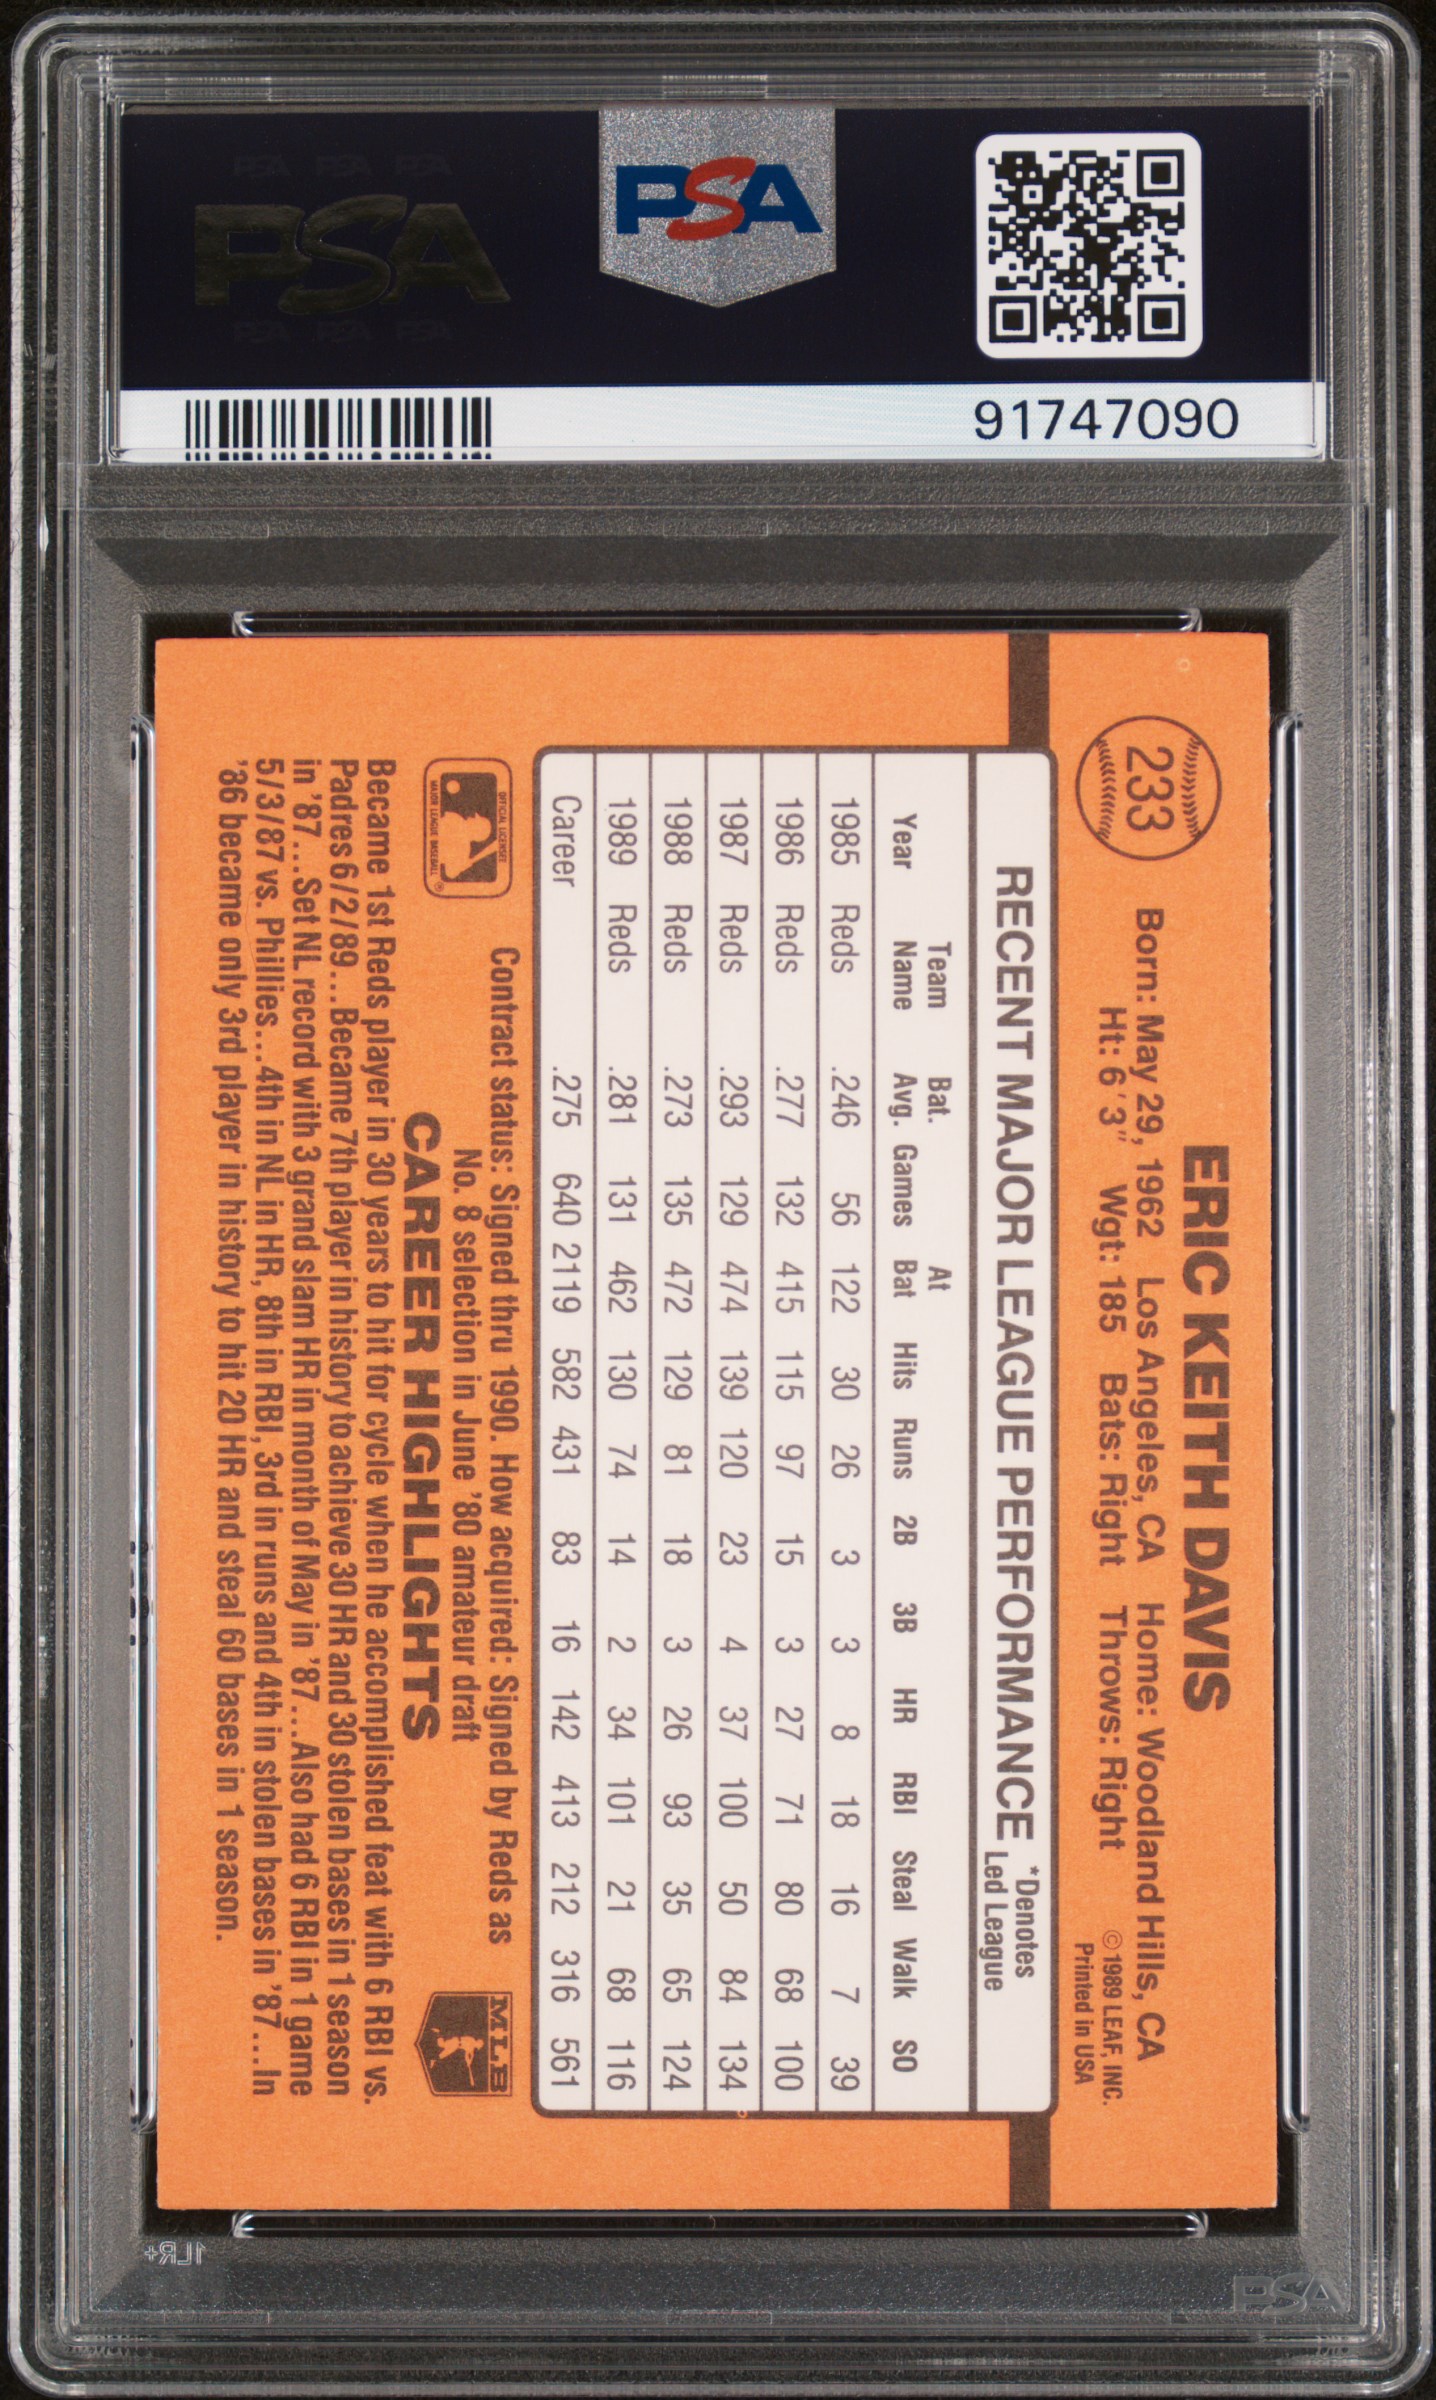 PSA PSA PSA
PSA
PSA PSA PSA
PSA
91747090
233
ERIC KEITH DAVIS
Born: May 29, 1962 Los Angeles, CA Home: Woodland Hills, CA
Ht: 6'3" Wgt: 185 Bats: Right Throws: Right
© 1989 LEAF, INC.
Printed in USA
RECENT MAJOR LEAGUE PERFORMANCE *Denotes Led League
Year Team Name Bat. Avg. Games At Bat Hits Runs 2B 3B HR RBI Steal Walk SO
1985 Reds .246 56 122 30 26 3 3 8 18 16 7 39
1986 Reds .277 132 415 115 97 15 3 27 71 80 68 100
1987 Reds .293 129 474 139 120 23 4 37 100 50 84 134
1988 Reds .273 135 472 129 81 18 3 26 93 35 65 124
1989 Reds .281 131 462 130 74 14 2 34 101 21 68 116
Career .275 640 2119 582 431 83 16 142 413 212 316 561
OFFICIAL LICENSEE
MAJOR LEAGUE BASEBALL ®
Contract status: Signed thru 1990. How acquired: Signed by Reds as
No. 8 selection in June '80 amateur draft
MLB
CAREER HIGHLIGHTS
Became 1st Reds player in 30 years to hit for cycle when he accomplished feat with 6 RBI vs.
Padres 6/2/89...Became 7th player in history to achieve 30 HR and 30 stolen bases in 1 season
in '87...Set NL record with 3 grand slam HR in month of May in '87...Also had 6 RBI in 1 game
5/3/87 vs. Phillies...4th in NL in HR, 8th in RBI, 3rd in runs and 4th in stolen bases in '87...In
'86 became only 3rd player in history to hit 20 HR and steal 60 bases in 1 season.
1LR+
PSA